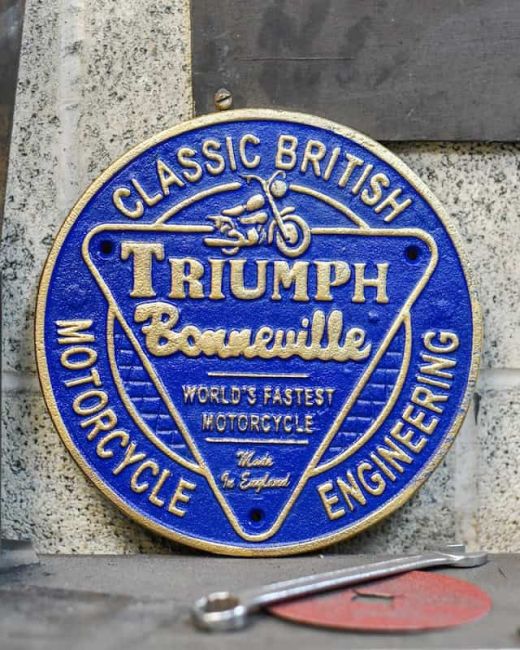 CLASSIC BRITISH
TRIUMPH
Bonneville
WORLD'S FASTEST
MOTORCYCLE
Made
In England
MOTORCYCLE
ENGINEERING